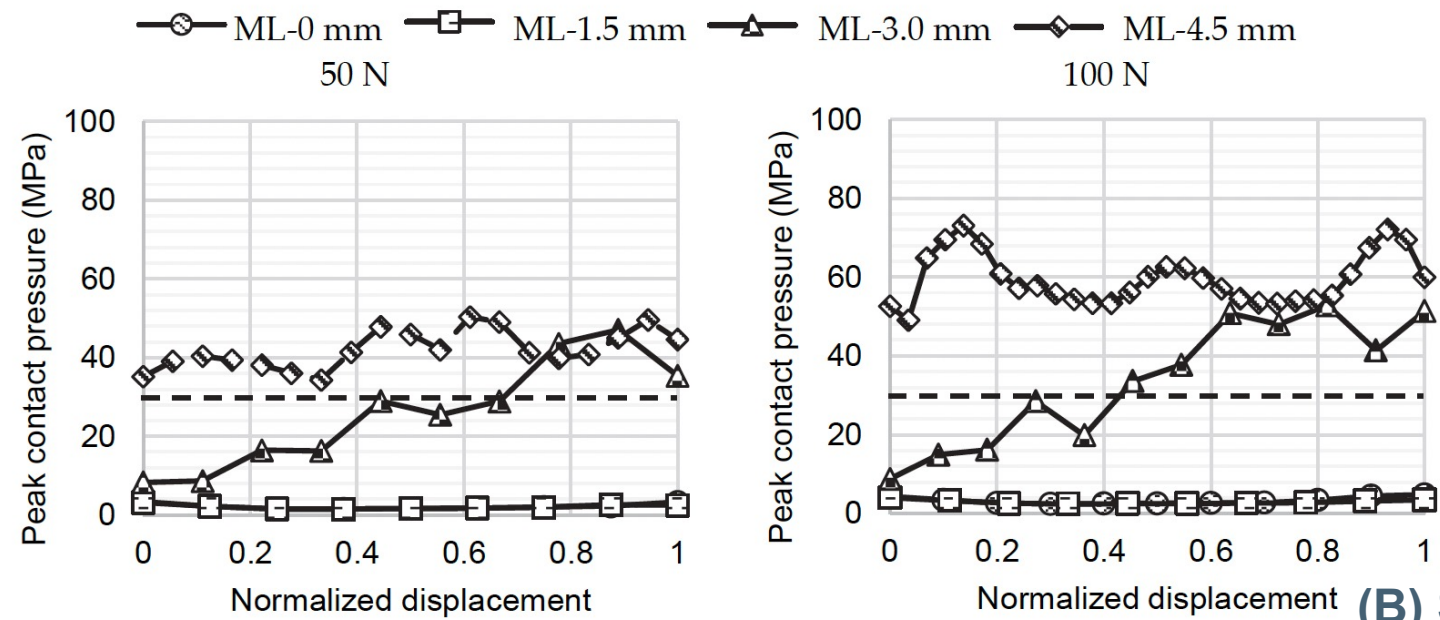 ML-0 mm ML-1.5 mm ML-3.0 mm ML-4.5 mm
50 N
Peak contact pressure (MPa)
100
80
60
40
20
0
0 0.2 0.4 0.6 0.8 1
Normalized displacement
100 N
Peak contact pressure (MPa)
100
80
60
40
20
0
0 0.2 0.4 0.6 0.8 1
Normalized displacement
(B)